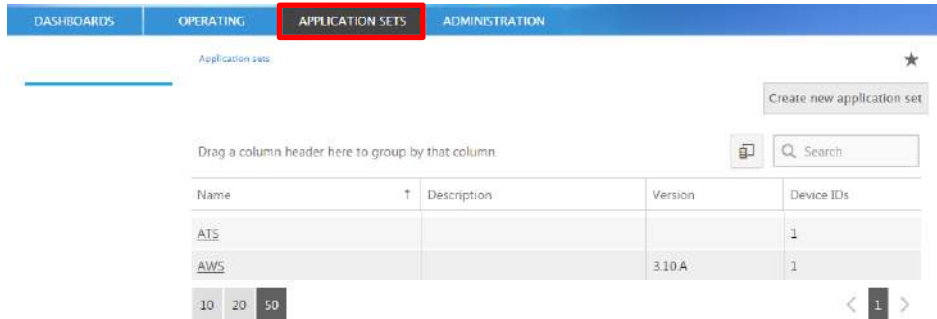 DASHBOARDS OPERATING APPLICATION SETS ADMINISTRATION
Application sets
Create new application set
Drag a column header here to group by that column
Search
Name ↑ Description Version Device IDs
ATS 1
AWS 3.10.A 1
10 20 50 < 1 >